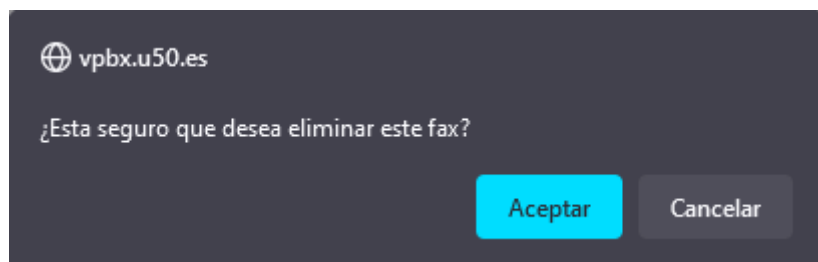 vpbx.u50.es
¿Esta seguro que desea eliminar este fax?
Aceptar Cancelar